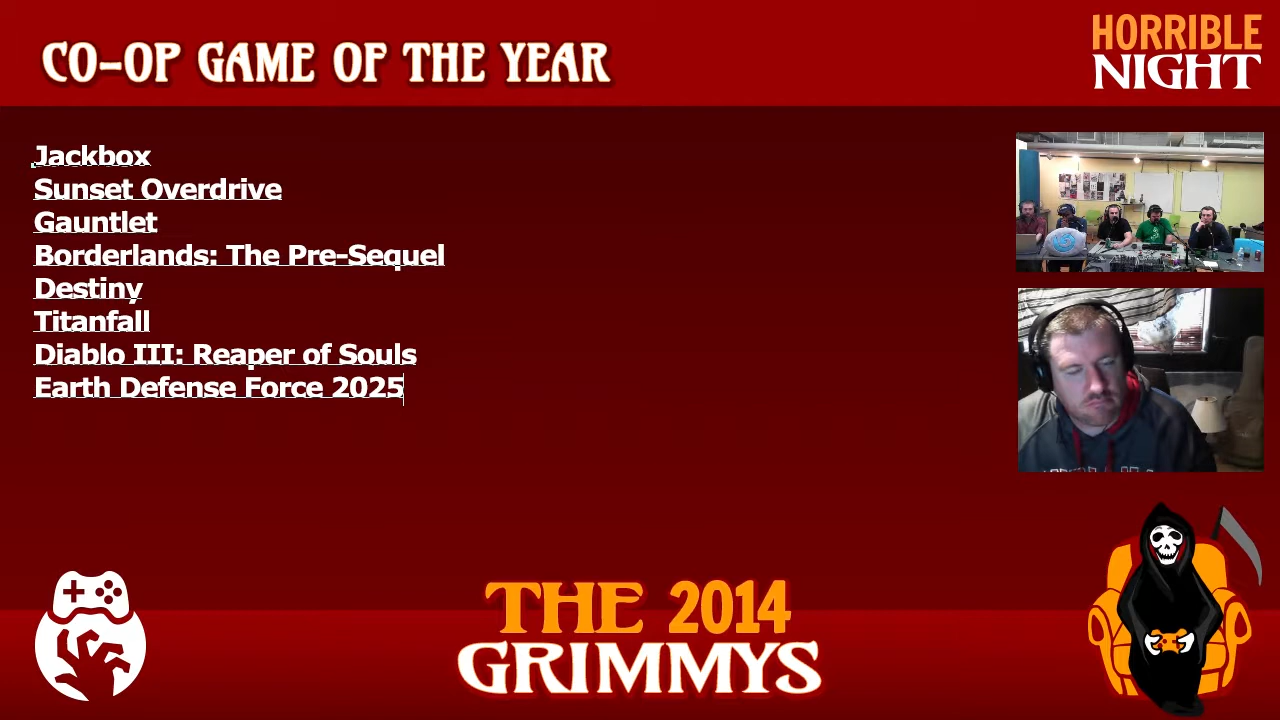 CO-OP GAME OF THE YEAR
HORRIBLE
NIGHT
Jackbox
Sunset Overdrive
Gauntlet
Borderlands: The Pre-Sequel
Destiny
Titanfall
Diablo III: Reaper of Souls
Earth Defense Force 2025
THE 2014
GRIMMYS